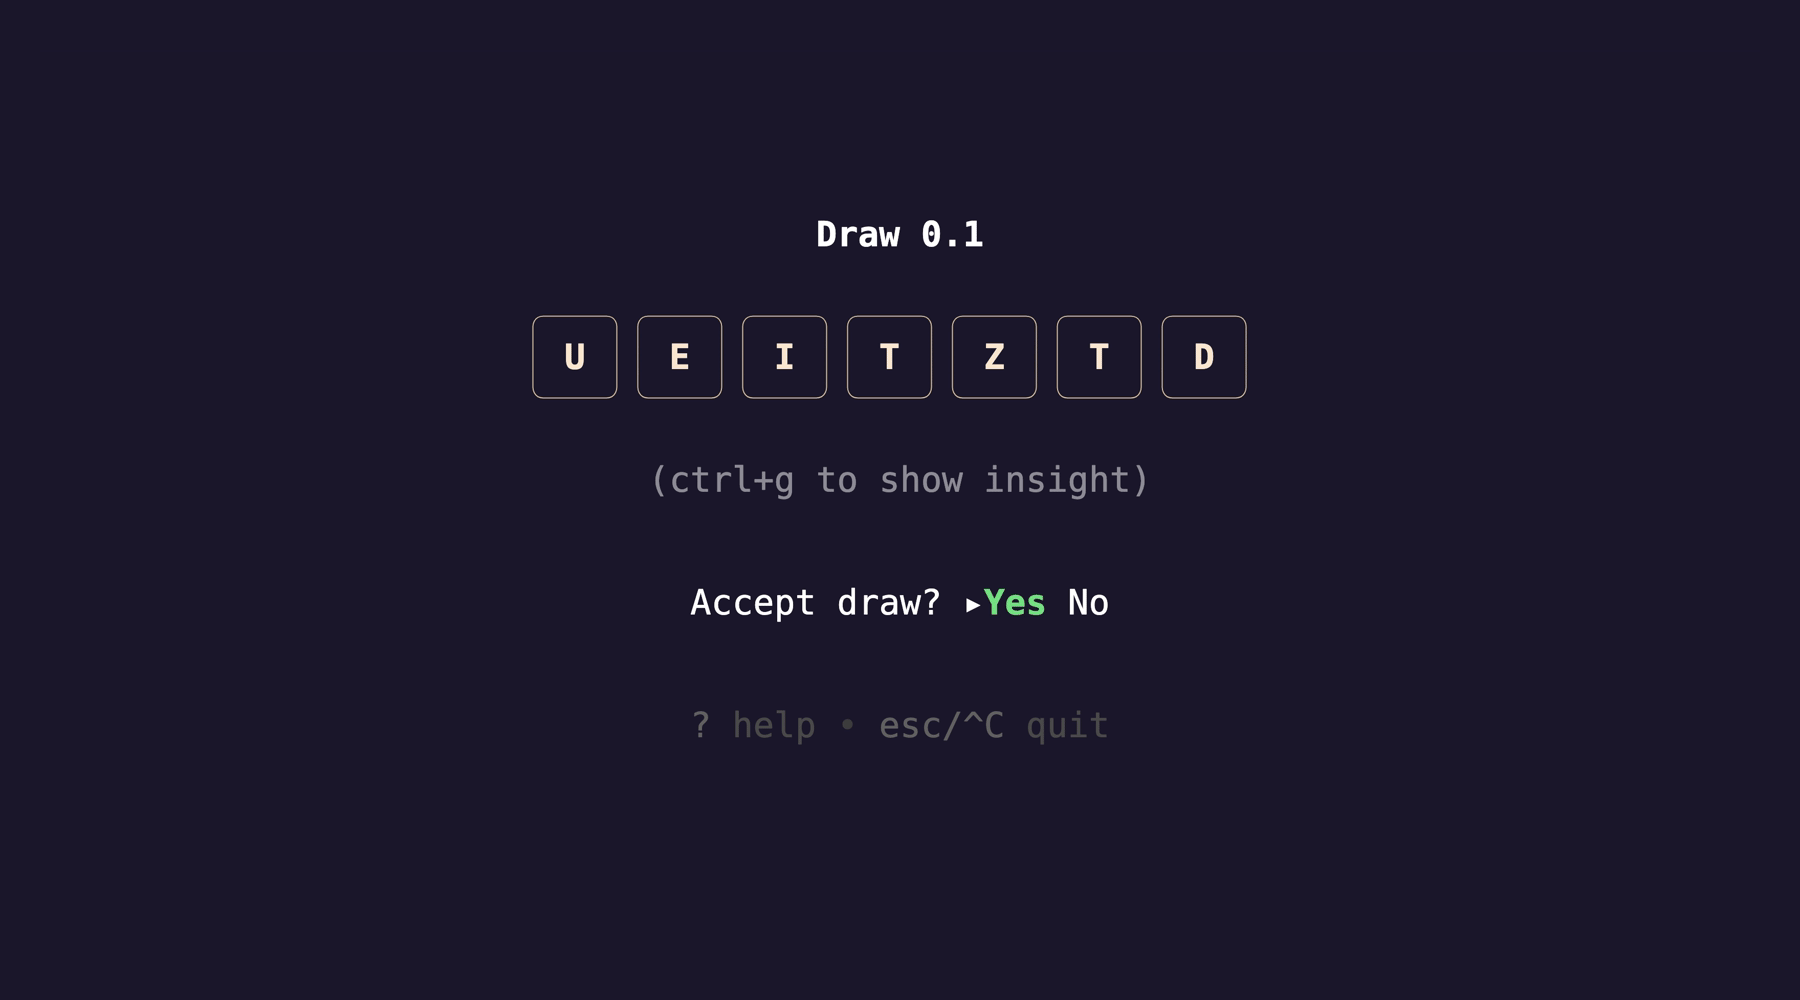 Draw 0.1
U E I T Z T D
(ctrl+g to show insight)
Accept draw? ▸Yes No
? help • esc/^C quit